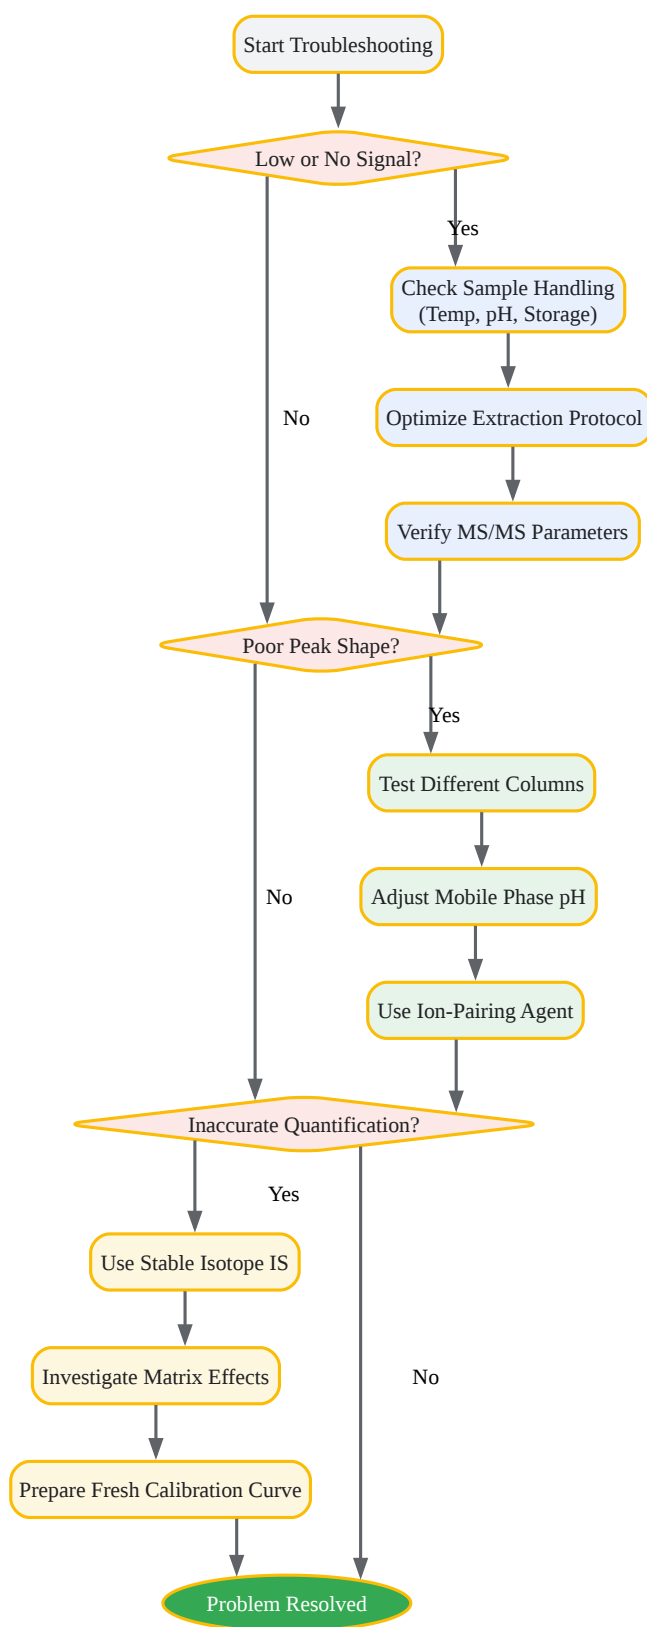 Start Troubleshooting
Low or No Signal?
Yes
Check Sample Handling
(Temp, pH, Storage)
No
Optimize Extraction Protocol
Verify MS/MS Parameters
Poor Peak Shape?
Yes
Test Different Columns
No
Adjust Mobile Phase pH
Use Ion-Pairing Agent
Inaccurate Quantification?
Yes
Use Stable Isotope IS
Investigate Matrix Effects
No
Prepare Fresh Calibration Curve
Problem Resolved